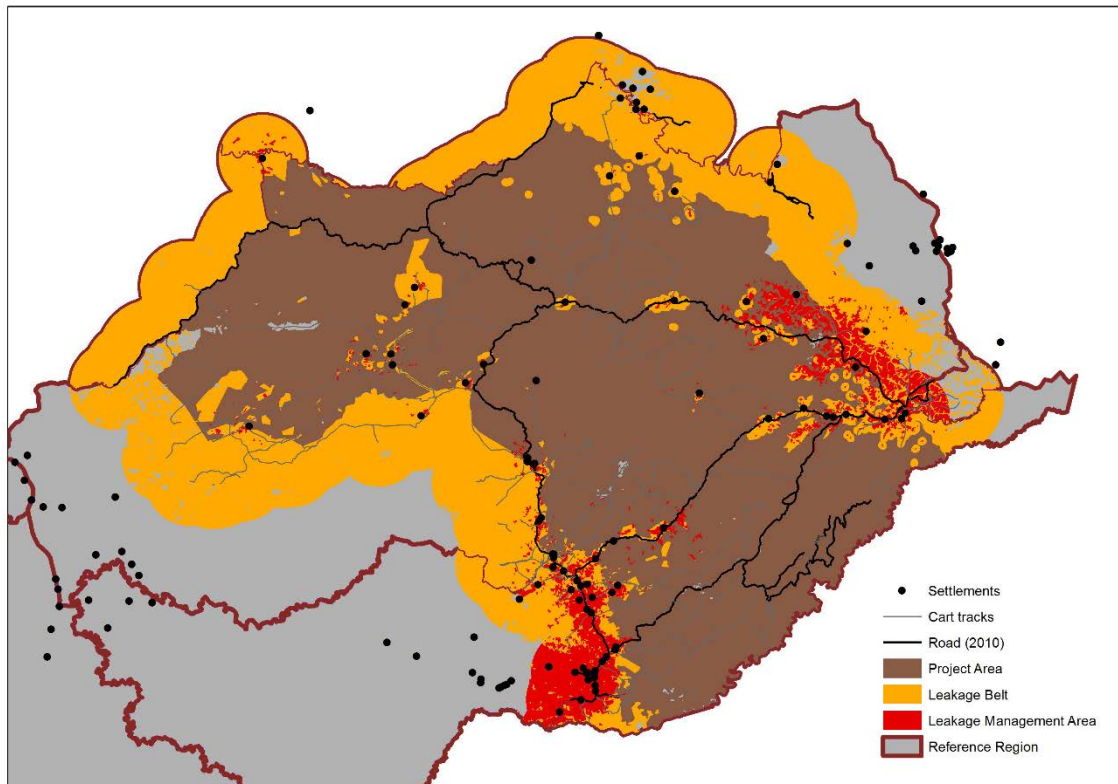 Settlements
Cart tracks
Road (2010)
Project Area
Leakage Belt
Leakage Management Area
Reference Region